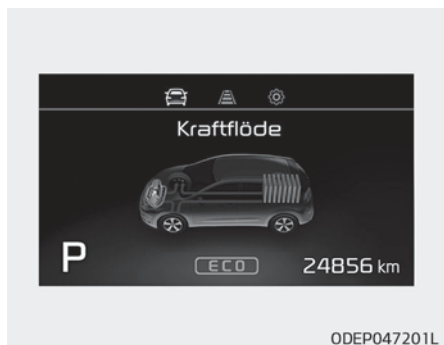 Kraftflöde
P
ECO
24856 km
ODEP047201L